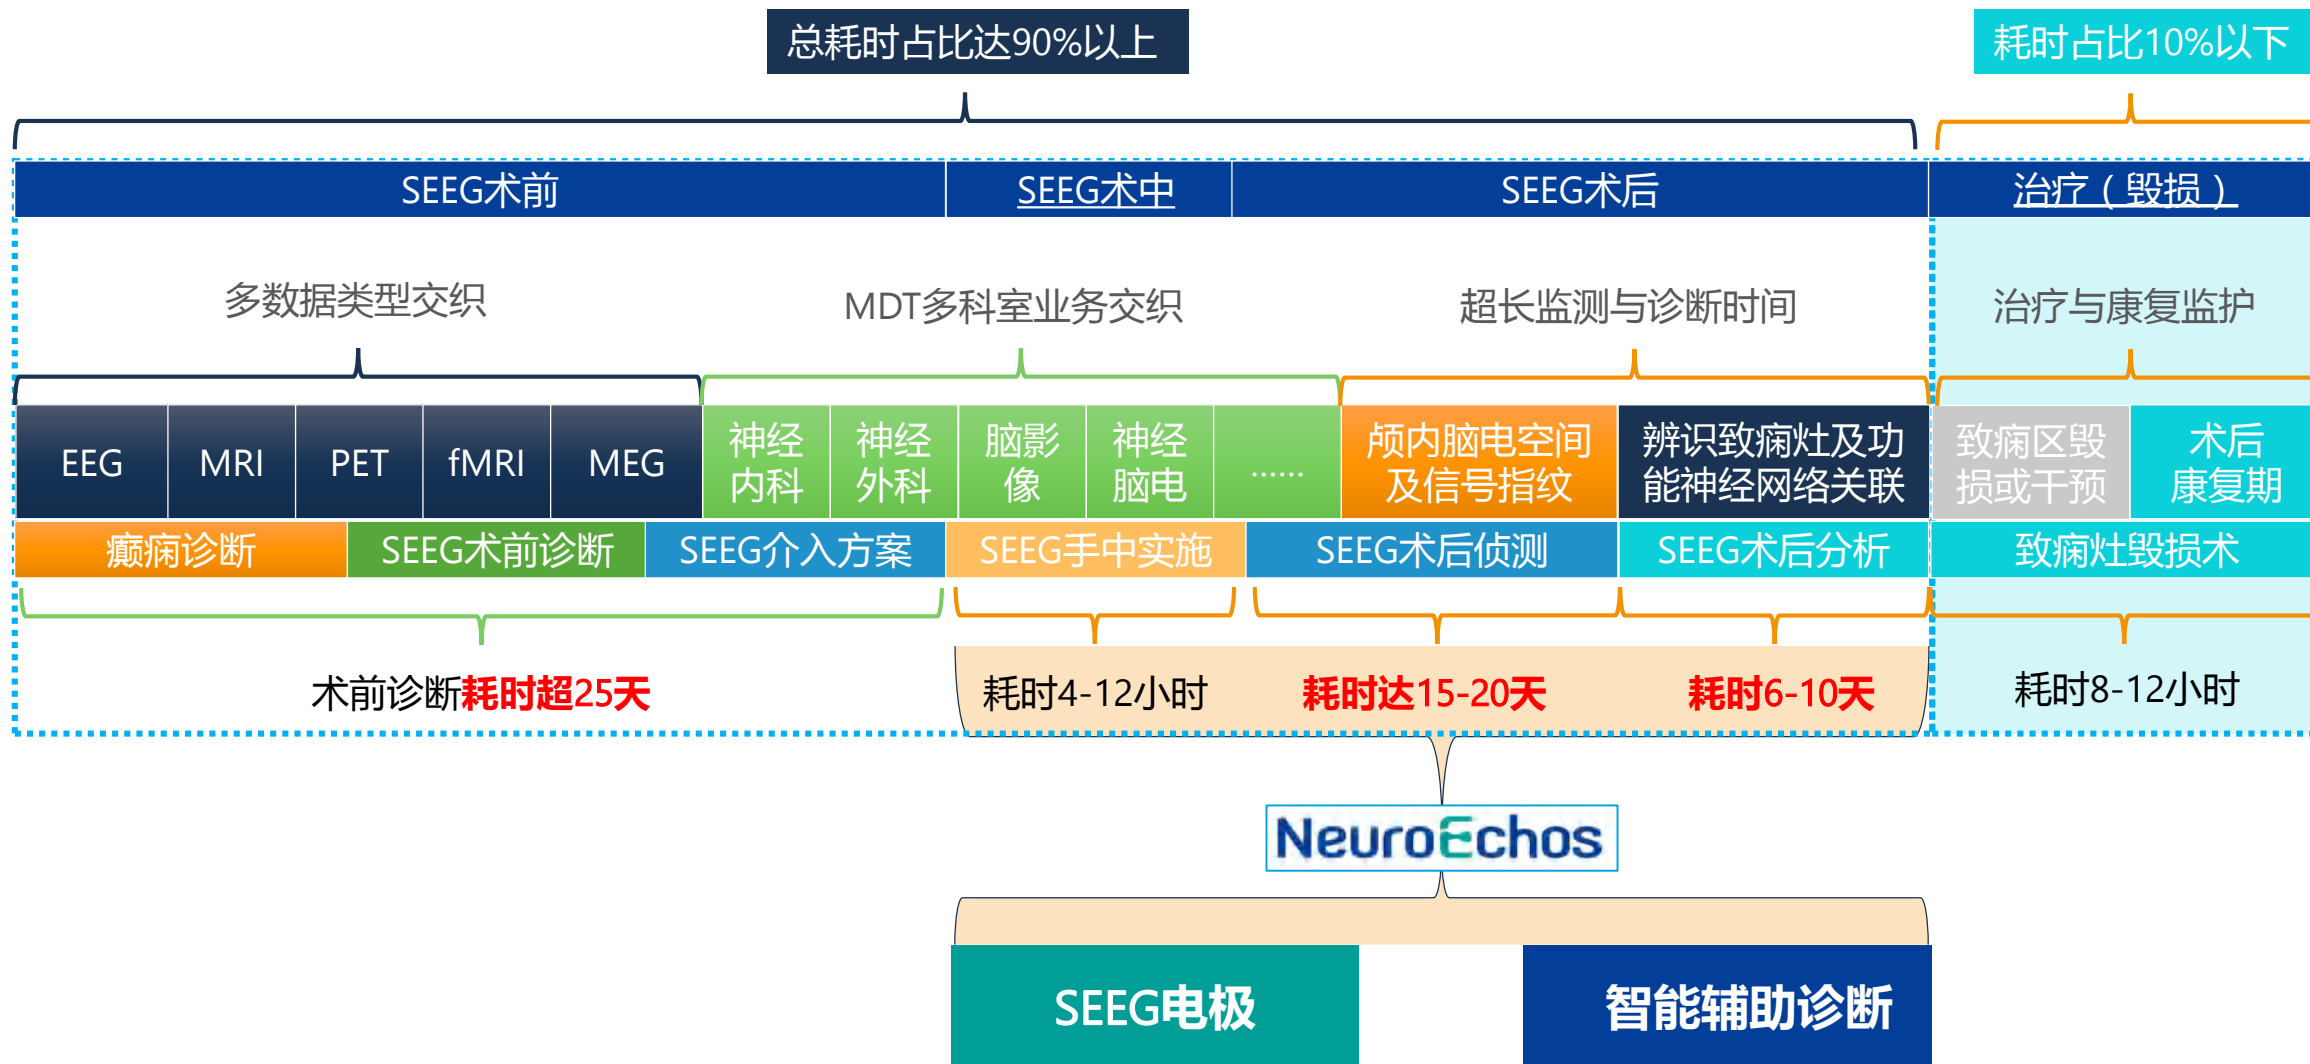 总耗时占比达90%以上
耗时占比10%以下
SEEG术前
SEEG术中
SEEG术后
治疗（毁损）
多数据类型交织
MDT多科室业务交织
超长监测与诊断时间
治疗与康复监护
EEG
MRI
PET
fMRI
MEG
神经
内科
神经
外科
脑影
像
神经
脑电
……
颅内脑电空间
及信号指纹
辨识致痫灶及功
能神经网络关联
致痫区毁
损或干预
术后
康复期
癫痫诊断
SEEG术前诊断
SEEG介入方案
SEEG手中实施
SEEG术后侦测
SEEG术后分析
致痫灶毁损术
术前诊断耗时超25天
耗时4-12小时
耗时达15-20天
耗时6-10天
耗时8-12小时
NeuroEchos
SEEG电极
智能辅助诊断